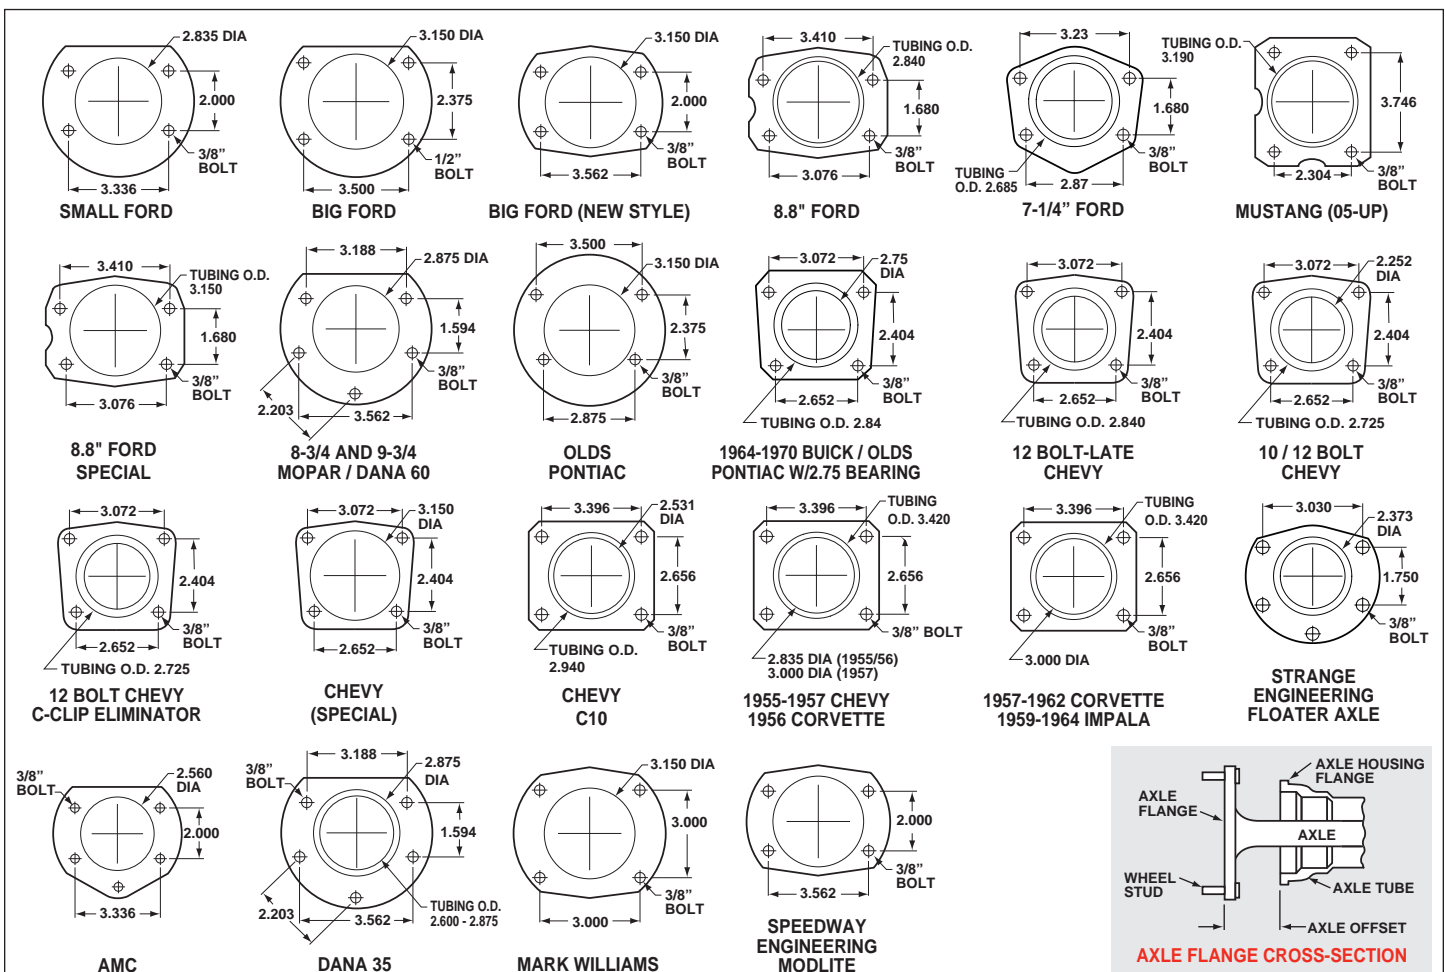 2.835 DIA
2.000
3/8”
BOLT
3.336
SMALL FORD
3.150 DIA
2.375
1/2”
BOLT
3.500
BIG FORD
3.150 DIA
2.000
3/8”
BOLT
3.562
BIG FORD (NEW STYLE)
3.410
TUBING O.D.
2.840
1.680
3/8”
BOLT
3.076
8.8" FORD
3.23
1.680
3/8”
BOLT
TUBING
O.D. 2.685
2.87
7-1/4” FORD
TUBING O.D.
3.190
3.746
3/8”
BOLT
2.304
MUSTANG (05-UP)
3.410
TUBING O.D.
3.150
1.680
3/8”
BOLT
3.076
8.8" FORD
SPECIAL
3.188
2.875 DIA
1.594
3/8”
BOLT
2.203
3.562
8-3/4 AND 9-3/4
MOPAR / DANA 60
3.500
3.150 DIA
2.375
3/8”
BOLT
2.875
OLDS
PONTIAC
3.072
2.75
DIA
2.404
3/8”
BOLT
2.652
TUBING O.D. 2.84
1964-1970 BUICK / OLDS
PONTIAC W/2.75 BEARING
3.072
2.404
3/8”
BOLT
2.652
TUBING O.D. 2.840
12 BOLT-LATE
CHEVY
3.072
2.252
DIA
2.404
3/8”
BOLT
2.652
TUBING O.D. 2.725
10 / 12 BOLT
CHEVY
3.072
2.404
3/8”
BOLT
2.652
TUBING O.D. 2.725
12 BOLT CHEVY
C-CLIP ELIMINATOR
3.072
3.150
DIA
2.404
3/8”
BOLT
2.652
CHEVY
(SPECIAL)
3.396
2.531
DIA
2.656
3/8”
BOLT
TUBING O.D.
2.940
CHEVY
C10
3.396
TUBING
O.D. 3.420
2.656
3/8” BOLT
2.835 DIA (1955/56)
3.000 DIA (1957)
1955-1957 CHEVY
1956 CORVETTE
3.396
TUBING
O.D. 3.420
2.656
3/8”
BOLT
3.000 DIA
1957-1962 CORVETTE
1959-1964 IMPALA
3.030
2.373
DIA
1.750
3/8”
BOLT
STRANGE
ENGINEERING
FLOATER AXLE
3/8”
BOLT
2.560
DIA
2.000
3.336
AMC
3.188
3/8”
BOLT
2.875
DIA
1.594
2.203
3.562
TUBING O.D.
2.600 - 2.875
DANA 35
3.150 DIA
3.000
3/8”
BOLT
3.000
MARK WILLIAMS
2.000
3/8”
BOLT
3.562
SPEEDWAY
ENGINEERING
MODLITE
AXLE HOUSING
FLANGE
AXLE
FLANGE
AXLE
WHEEL
STUD
AXLE TUBE
AXLE OFFSET
AXLE FLANGE CROSS-SECTION